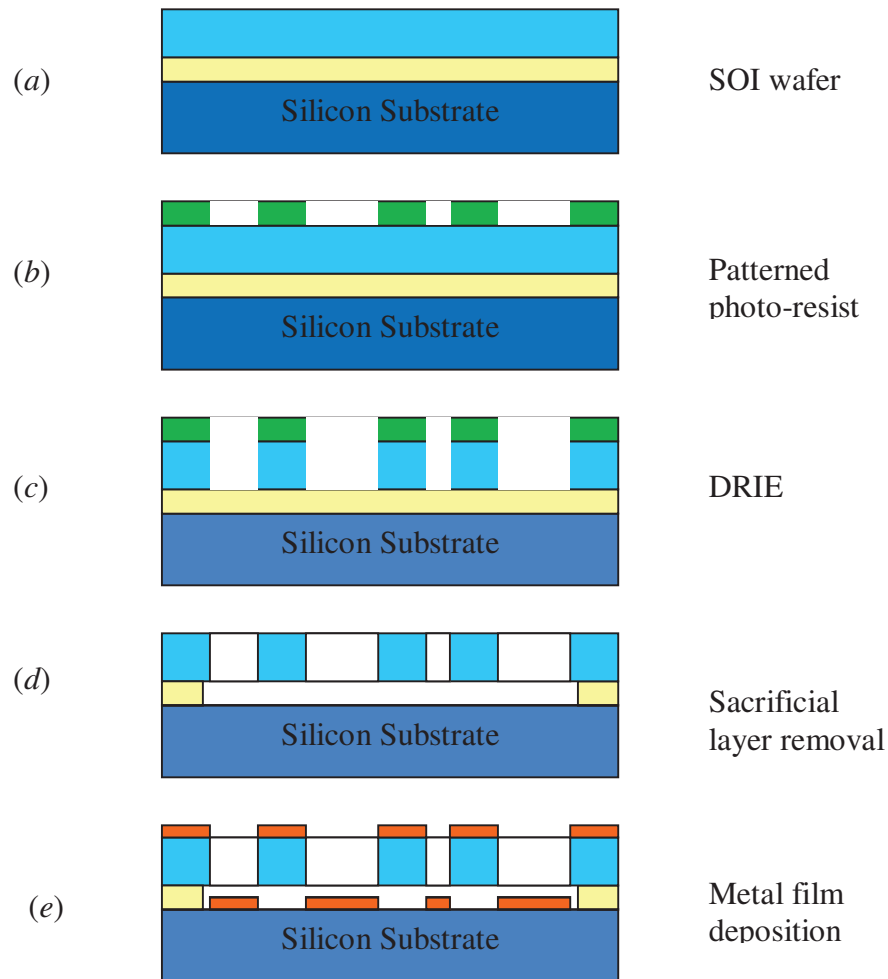 (a)
SOI wafer
Silicon Substrate
(b)
Patterned
photo-resist
Silicon Substrate
(c)
DRIE
Silicon Substrate
(d)
Sacrificial
layer removal
Silicon Substrate
(e)
Metal film
deposition
Silicon Substrate